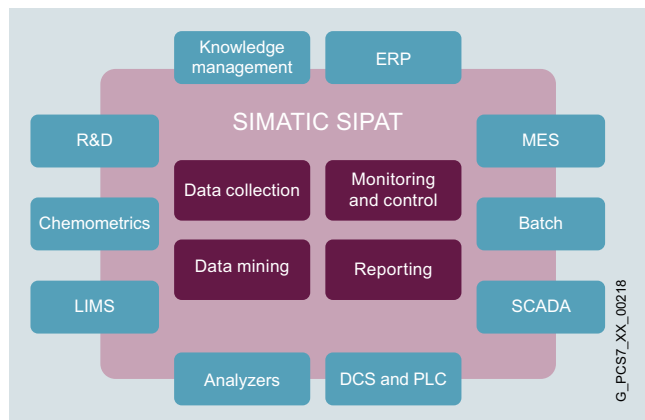 Knowledge
management
ERP
SIMATIC SIPAT
R&D
MES
Data collection
Monitoring
and control
Chemometrics
Batch
Data mining
Reporting
LIMS
SCADA
Analyzers
DCS and PLC
G_PCS7_XX_00218